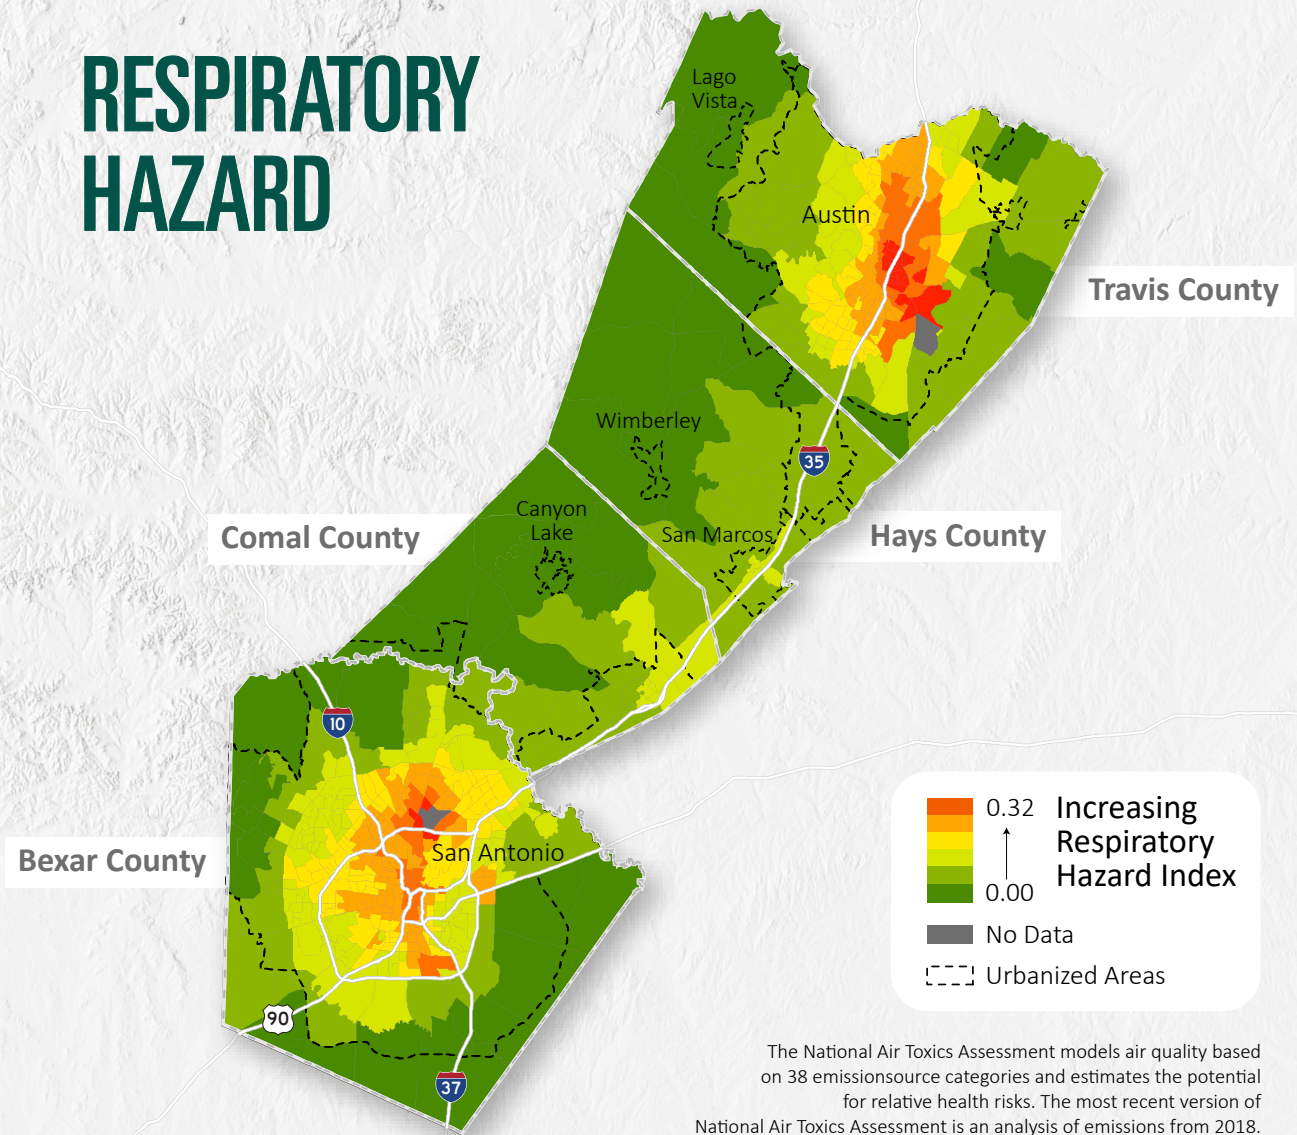 RESPIRATORY
HAZARD
Lago
Vista
Austin
Travis County
Wimberley
35
Canyon
Lake
San Marcos
Comal County
Hays County
10
San Antonio
Bexar County
90
37
0.32
0.00
Increasing
Respiratory
Hazard Index
No Data
Urbanized Areas
The National Air Toxics Assessment models air quality based
on 38 emissionsource categories and estimates the potential
for relative health risks. The most recent version of
National Air Toxics Assessment is an analysis of emissions from 2018.